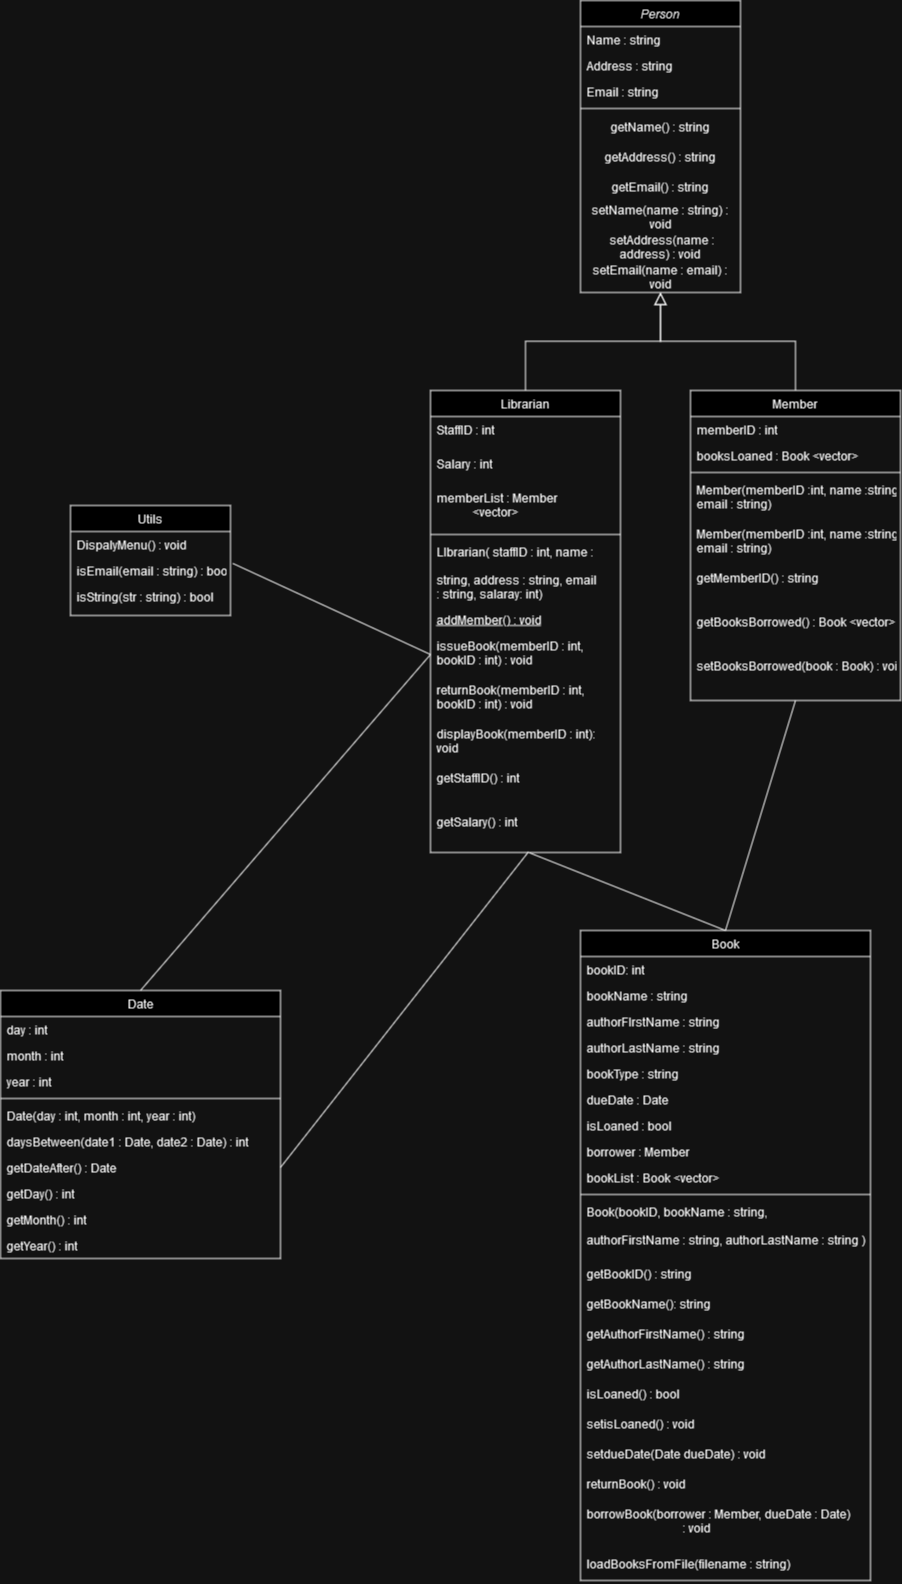 Person
Name : string
Address : string
Email : string
getName() : string
getAddress() : string
getEmail() : string
setName(name : string) :
void
setAddress(name :
address) : void
setEmail(name : email) :
void
Librarian
StaffID : int
Salary : int
memberList : Member
<vector>
LIbrarian( staffID : int, name :
string, address : string, email
: string, salaray: int)
addMember() : void
issueBook(memberID : int,
bookID : int) : void
returnBook(memberID : int,
bookID : int) : void
displayBook(memberID : int):
void
getStaffID() : int
getSalary() : int
Member
memberID : int
booksLoaned : Book <vector>
Member(memberID :int, name :string
email : string)
Member(memberID :int, name :string
email : string)
getMemberID() : string
getBooksBorrowed() : Book <vector>
setBooksBorrowed(book : Book) : voi
Utils
DispalyMenu() : void
isEmail(email : string) : boo
isString(str : string) : bool
Date
day : int
month : int
year : int
Date(day : int, month : int, year : int)
daysBetween(date1 : Date, date2 : Date) : int
getDateAfter() : Date
getDay() : int
getMonth() : int
getYear() : int
Book
bookID: int
bookName : string
authorFIrstName : string
authorLastName : string
bookType : string
dueDate : Date
isLoaned : bool
borrower : Member
bookList : Book <vector>
Book(bookID, bookName : string,
authorFirstName : string, authorLastName : string )
getBookID() : string
getBookName(): string
getAuthorFirstName() : string
getAuthorLastName() : string
isLoaned() : bool
setisLoaned() : void
setdueDate(Date dueDate) : void
returnBook() : void
borrowBook(borrower : Member, dueDate : Date)
: void
loadBooksFromFile(filename : string)